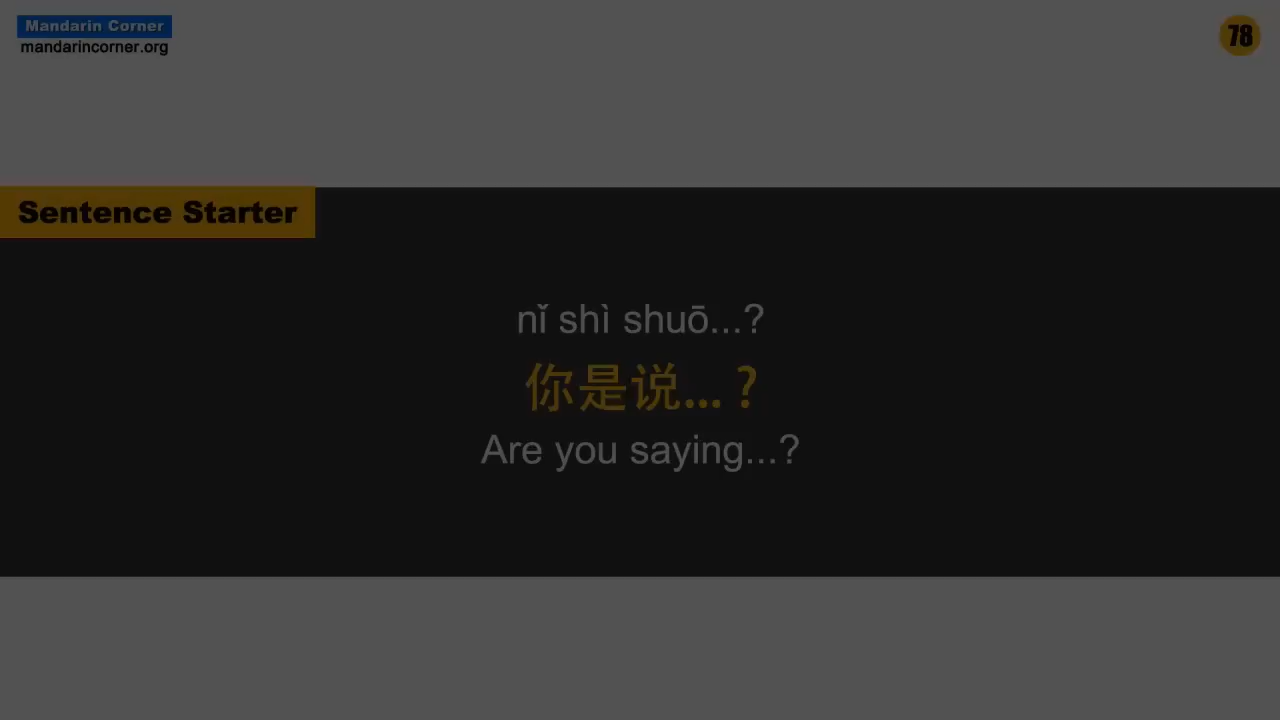 Mandarin Corner
mandarincorner.org
78
Sentence Starter
nǐ shì shuō...?
你是说...?
Are you saying...?